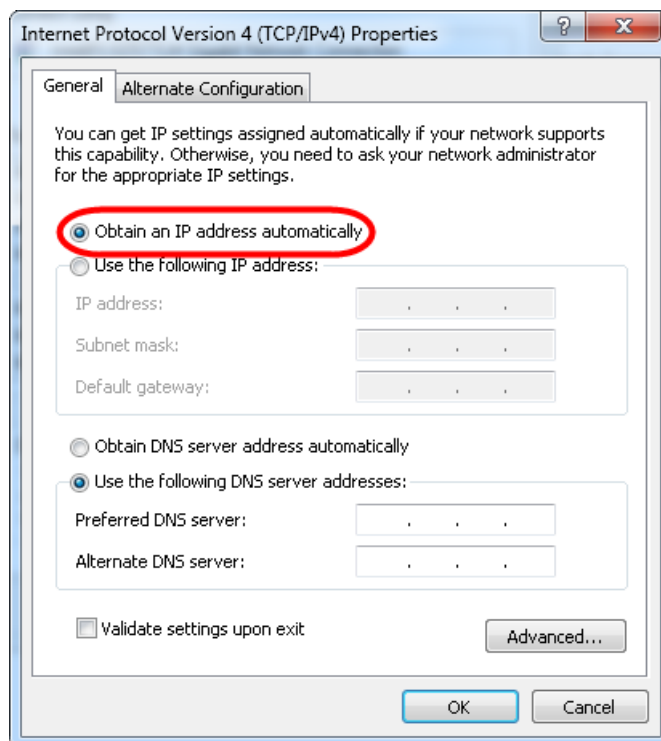 Internet Protocol Version 4 (TCP/IPv4) Properties
General
Alternate Configuration
You can get IP settings assigned automatically if your network supports
this capability. Otherwise, you need to ask your network administrator
for the appropriate IP settings.
Obtain an IP address automatically
Use the following IP address:
IP address:
Subnet mask:
Default gateway:
Obtain DNS server address automatically
Use the following DNS server addresses:
Preferred DNS server:
Alternate DNS server:
Validate settings upon exit
Advanced...
OK
Cancel